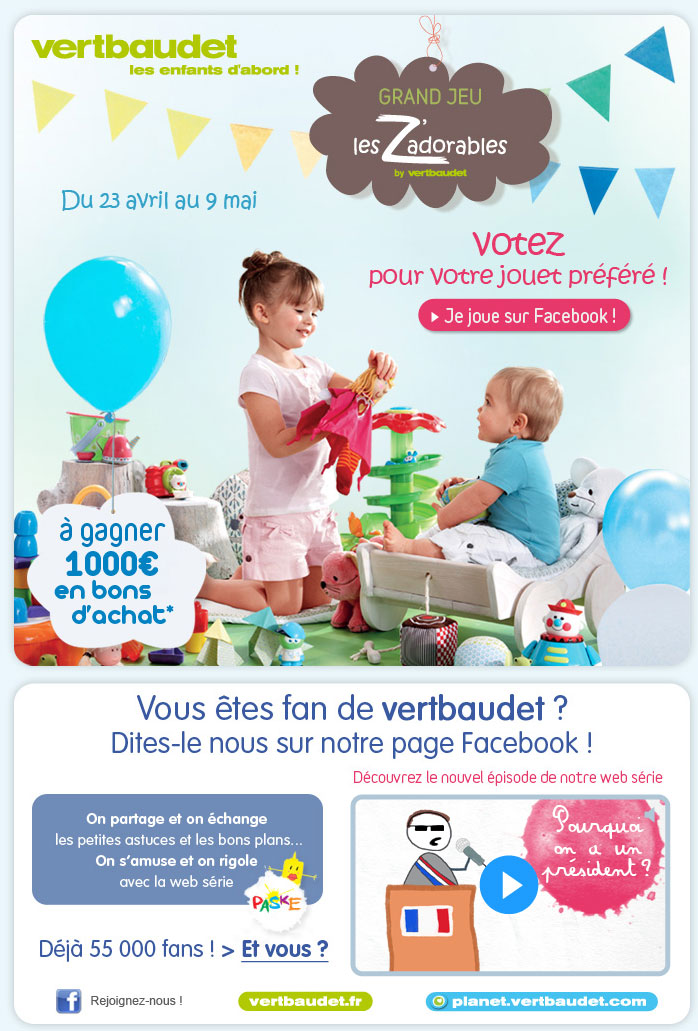 vertbaudet
les enfants d'abord !
GRAND JEU
les Z'adorables
by vertbaudet
Du 23 avril au 9 mai
Votez
pour votre jouet préféré !
Je joue sur Facebook !
à gagner
1000€
en bons
d'achat*
Vous êtes fan de vertbaudet ?
Dites-le nous sur notre page Facebook !
Découvrez le nouvel épisode de notre web série
On partage et on échange
les petites astuces et les bons plans...
On s'amuse et on rigole
avec la web série
PASKE
Pourquoi
on a un
président ?
Déjà 55 000 fans ! > Et vous ?
f
Rejoignez-nous !
vertbaudet.fr
planet.vertbaudet.com